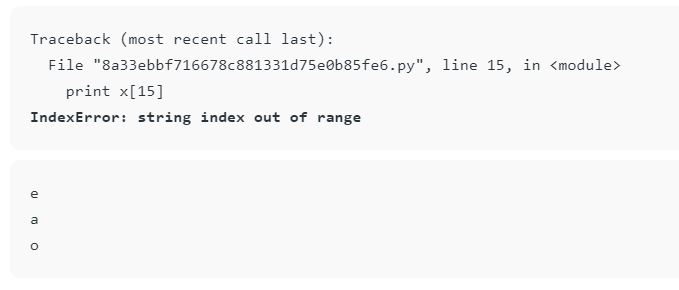 Traceback (most recent call last):
File "8a33ebbf716678c881331d75e0b85fe6.py", line 15, in <module>
print x[15]
IndexError: string index out of range
e
a
o